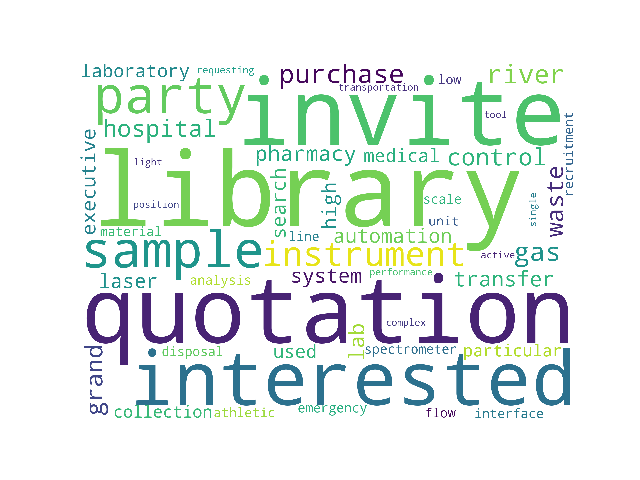 laboratory requesting purchase low river
transportation
party invite
tool
hospital
executive
recruitment
pharmacy medical control
light
library
search
high
scale
waste
position
unit
single
material
line automation
sample instrument active gas
system performance
laser analysis transfer
quotation
complex
grand
disposal used lab spectrometer particular
interested
collection athletic emergency flow interface